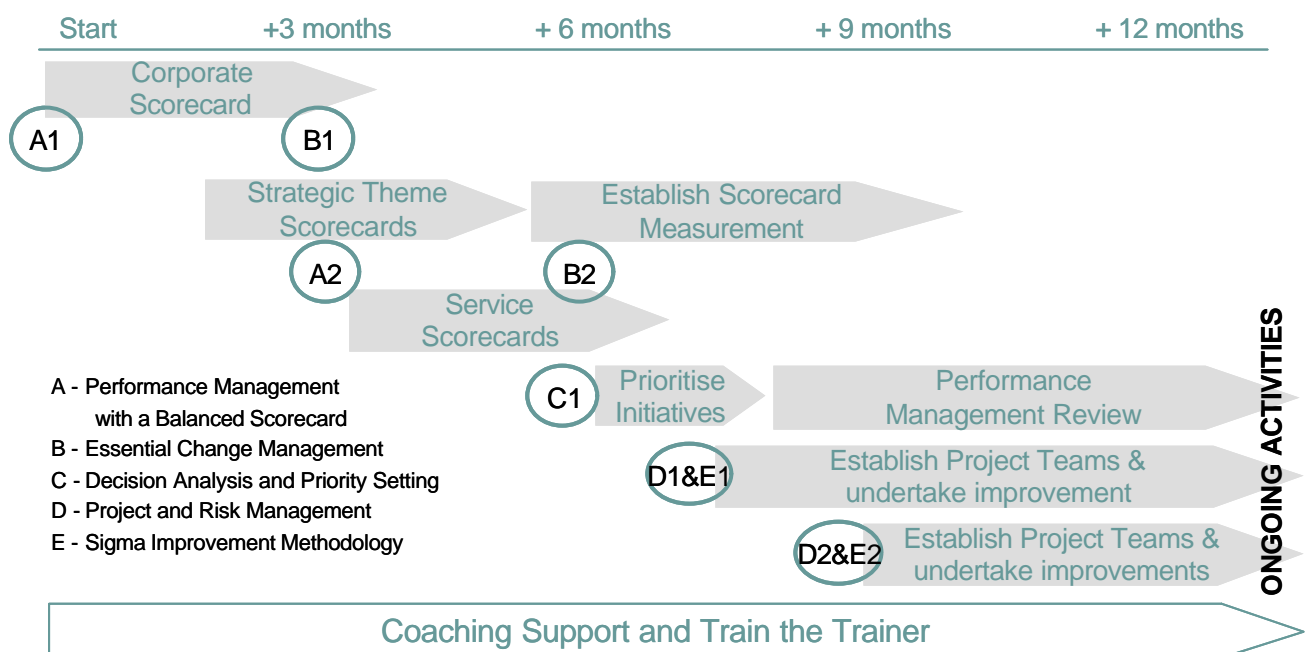 Start +3 months + 6 months + 9 months + 12 months
Corporate
Scorecard
A1
B1
Strategic Theme
Scorecards
Establish Scorecard
Measurement
A2
B2
Service
Scorecards
C1
Prioritise
Initiatives
Performance
Management Review
A - Performance Management
with a Balanced Scorecard
B - Essential Change Management
C - Decision Analysis and Priority Setting
D - Project and Risk Management
E - Sigma Improvement Methodology
D1&E1
Establish Project Teams &
undertake improvement
D2&E2
Establish Project Teams &
undertake improvements
ONGOING ACTIVITIES
Coaching Support and Train the Trainer